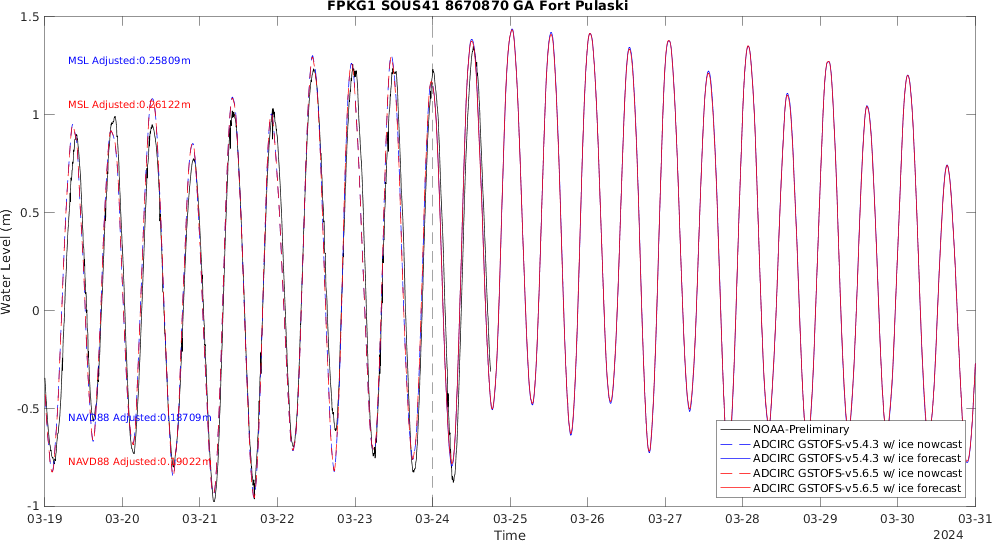 FPKG1 SOUS41 8670870 GA Fort Pulaski
1.5
MSL Adjusted:0.25809m
MSL Adjusted:0.26122m
1
0.5
Water Level (m)
0
-0.5
NAVD88 Adjusted:0.18709m
NAVD88 Adjusted:0.19022m
-1
NOAA-Preliminary
ADCIRC GSTOFS-v5.4.3 w/ ice nowcast
ADCIRC GSTOFS-v5.4.3 w/ ice forecast
ADCIRC GSTOFS-v5.6.5 w/ ice nowcast
ADCIRC GSTOFS-v5.6.5 w/ ice forecast
03-19 03-20 03-21 03-22 03-23 03-24 03-25 03-26 03-27 03-28 03-29 03-30 03-31
Time
2024